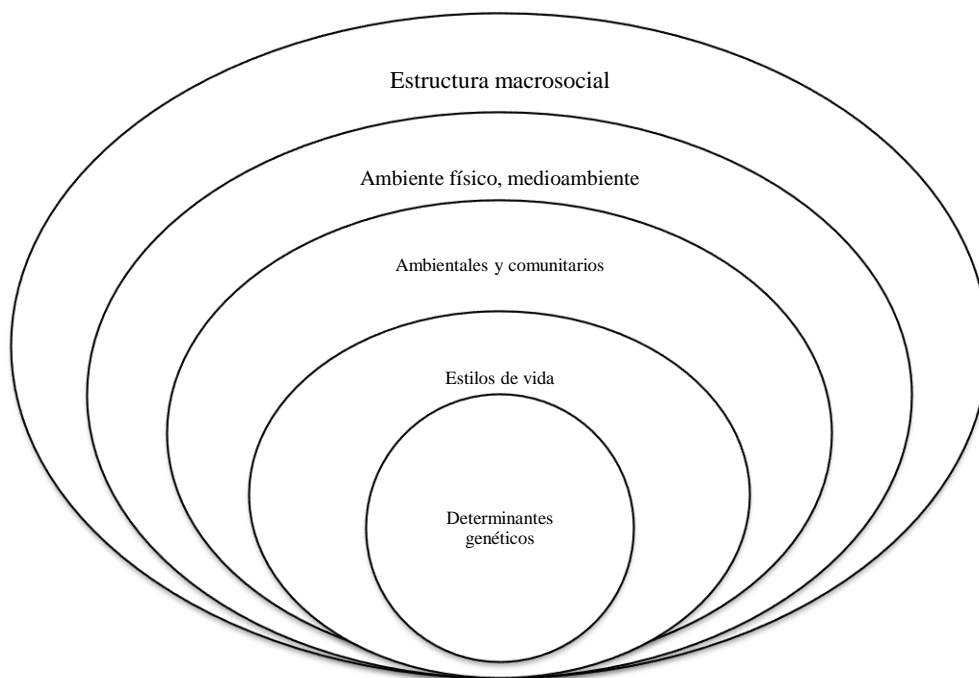 Estructura macrosocial
Ambiente físico, medioambiente
Ambientales y comunitarios
Estilos de vida
Determinantes
genéticos